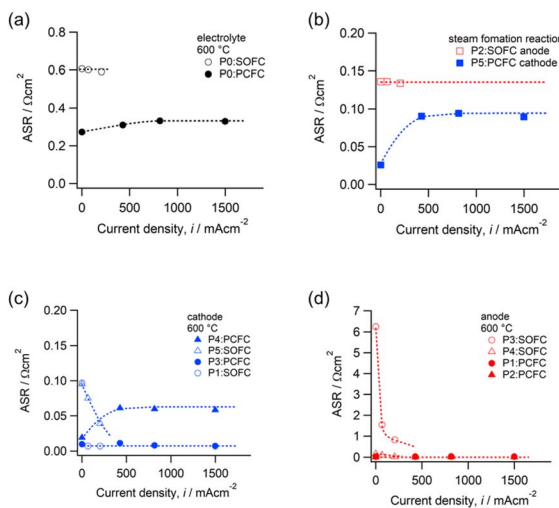 (a)
electrolyte
600 °C
P0:SOFC
P0:PCFC
0.8
0.6
0.4
0.2
0.0
ASR / Ωcm²
0
500
1000
1500
Current density, i / mAcm⁻²
(b)
steam fomation reaction
P2:SOFC anode
P5:PCFC cathode
0.20
0.15
0.10
0.05
0.00
ASR / Ωcm²
0
500
1000
1500
Current density, i / mAcm⁻²
(c)
cathode
600 °C
P4:PCFC
P5:SOFC
P3:PCFC
P1:SOFC
0.20
0.15
0.10
0.05
0.00
ASR / Ωcm²
0
500
1000
1500
Current density, i / mAcm⁻²
(d)
anode
600 °C
P3:SOFC
P4:SOFC
P1:PCFC
P2:PCFC
7
6
5
4
3
2
1
0
ASR / Ωcm²
0
500
1000
1500
Current density, i / mAcm⁻²